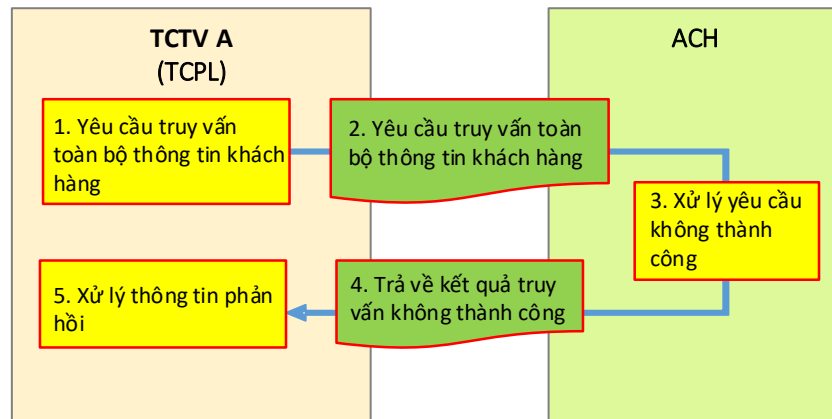 TCTV A
(TCPL)
ACH
1. Yêu cầu truy vấn
toàn bộ thông tin khách
hàng
2. Yêu cầu truy vấn toàn
bộ thông tin khách hàng
3. Xử lý yêu cầu
không thành
công
4. Trả về kết quả truy
vấn không thành công
5. Xử lý thông tin phản
hồi